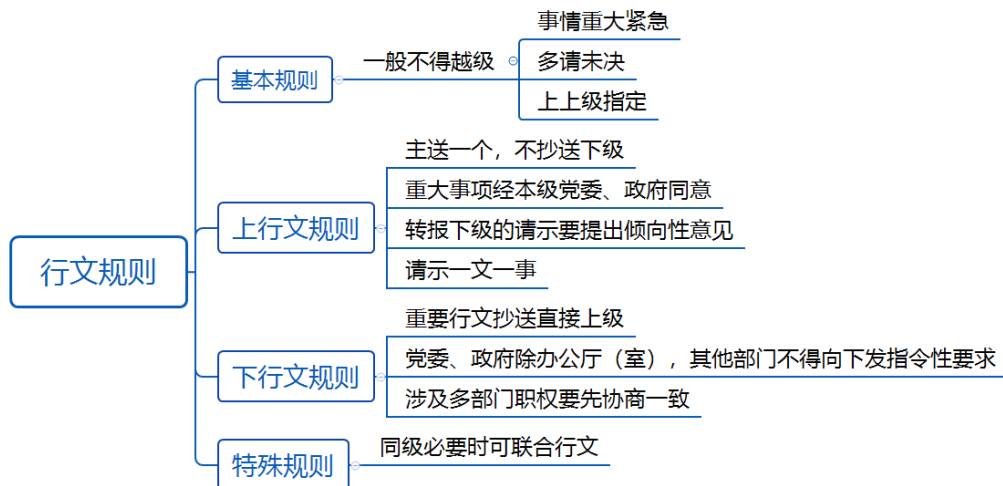 行文规则
基本规则
一般不得越级
事情重大紧急
多请未决
上上级指定
上行文规则
主送一个，不抄送下级
重大事项经本级党委、政府同意
转报下级的请示要提出倾向性意见
请示一文一事
下行文规则
重要行文抄送直接上级
党委、政府除办公厅（室），其他部门不得向下发指令性要求
涉及多部门职权要先协商一致
特殊规则
同级必要时可联合行文